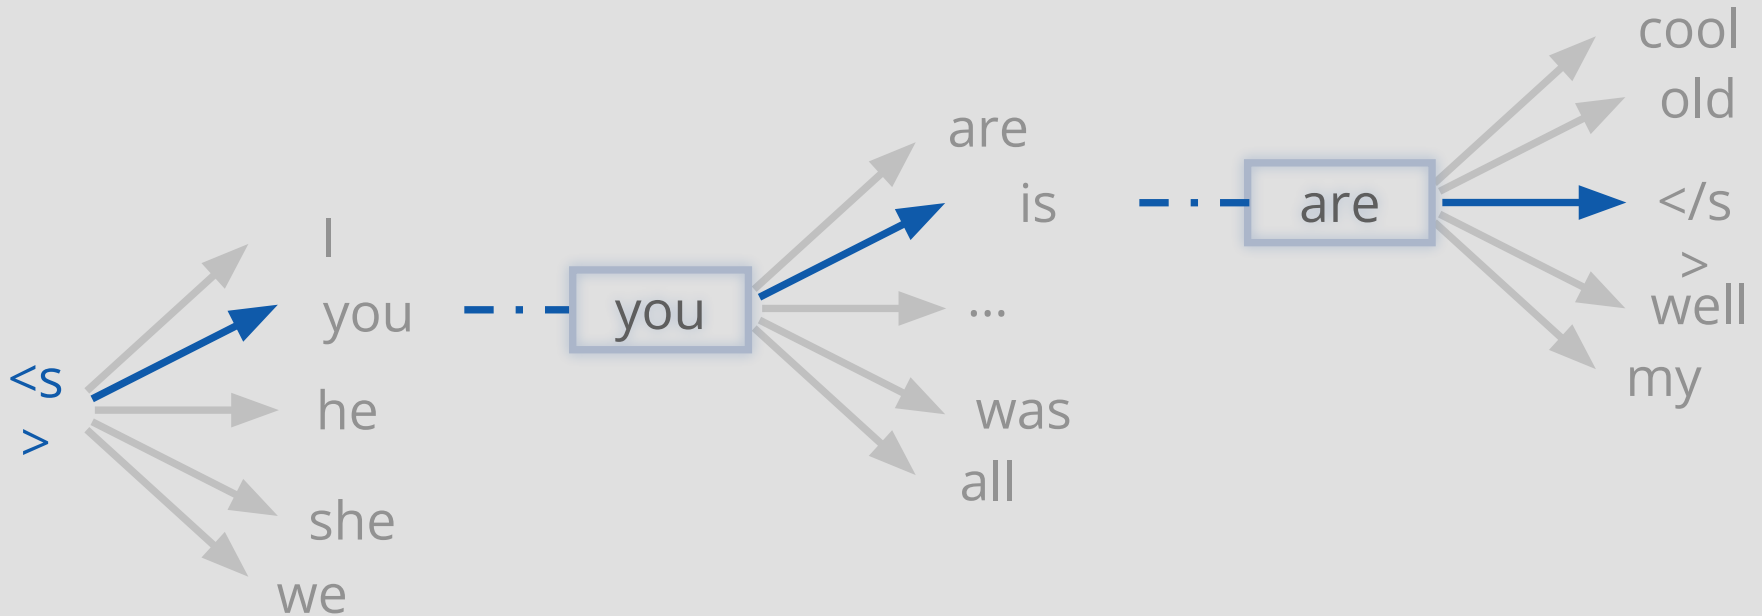 <s
>
I
you
he
she
we
you
are
is
...
was
all
are
cool
old
</s
>
well
my